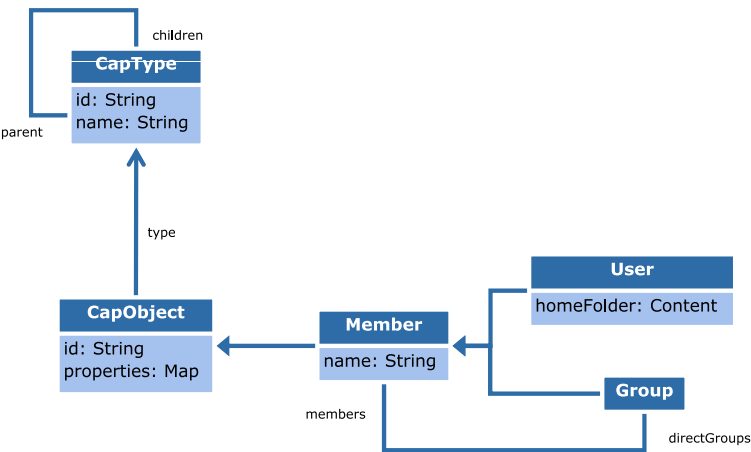 children
CapType
id: String
name: String
parent
type
User
homeFolder: Content
CapObject
id: String
properties: Map
Member
name: String
Group
members
directGroups